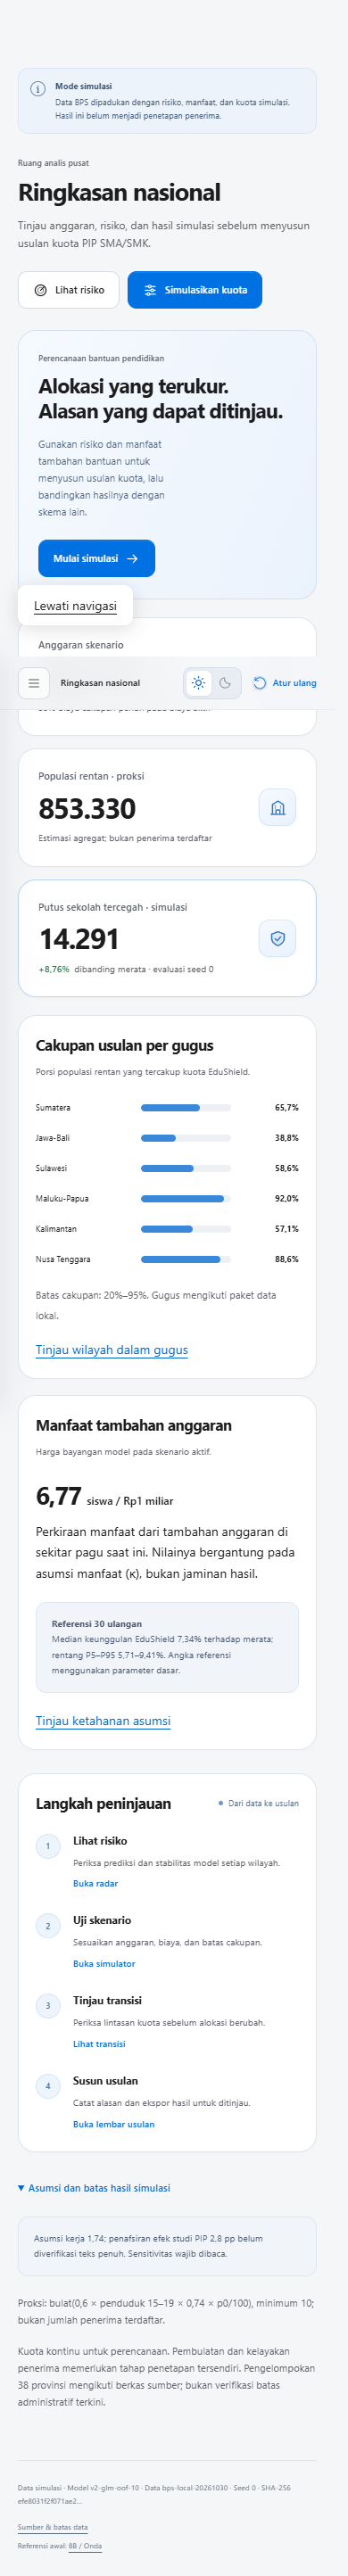 Mode simulasi
Data BPS dipadukan dengan risiko, manfaat, dan kuota simulasi.
Hasil ini belum menjadi penetapan penerima.
Ruang analis pusat
Ringkasan nasional
Tinjau anggaran, risiko, dan hasil simulasi sebelum menyusun
usulan kuota PIP SMA/SMK.
Lihat risiko
Simulasikan kuota
Perencanaan bantuan pendidikan
Alokasi yang terukur.
Alasan yang dapat ditinjau.
Gunakan risiko dan manfaat
tambahan bantuan untuk
menyusun usulan kuota, lalu
bandingkan hasilnya dengan
skema lain.
Mulai simulasi
Lewati navigasi
Anggaran skenario
Ringkasan nasional
Atur ulang
Populasi rentan · proksi
853.330
Estimasi agregat; bukan penerima terdaftar
Putus sekolah tercegah · simulasi
14.291
+8,76% dibanding merata · evaluasi seed 0
Cakupan usulan per gugus
Porsi populasi rentan yang tercakup kuota EduShield.
Sumatera 65,7%
Jawa-Bali 38,8%
Sulawesi 58,6%
Maluku-Papua 92,0%
Kalimantan 57,1%
Nusa Tenggara 88,6%
Batas cakupan: 20%–95%. Gugus mengikuti paket data
lokal.
Tinjau wilayah dalam gugus
Manfaat tambahan anggaran
Harga bayangan model pada skenario aktif.
6,77 siswa / Rp1 miliar
Perkiraan manfaat dari tambahan anggaran di
sekitar pagu saat ini. Nilainya bergantung pada
asumsi manfaat (κ), bukan jaminan hasil.
Referensi 30 ulangan
Median keunggulan EduShield 7,34% terhadap merata;
rentang P5–P95 5,71–9,41%. Angka referensi
menggunakan parameter dasar.
Tinjau ketahanan asumsi
Langkah peninjauan
Dari data ke usulan
1
Lihat risiko
Periksa prediksi dan stabilitas model setiap wilayah.
Buka radar
2
Uji skenario
Sesuaikan anggaran, biaya, dan batas cakupan.
Buka simulator
3
Tinjau transisi
Periksa lintasan kuota sebelum alokasi berubah.
Lihat transisi
4
Susun usulan
Catat alasan dan ekspor hasil untuk ditinjau.
Buka lembar usulan
Asumsi dan batas hasil simulasi
Asumsi kerja 1,74; penafsiran efek studi PIP 2,8 pp belum
diverifikasi teks penuh. Sensitivitas wajib dibaca.
Proksi: bulat(0,6 × penduduk 15–19 × 0,74 × p0/100), minimum 10;
bukan jumlah penerima terdaftar.
Kuota kontinu untuk perencanaan. Pembulatan dan kelayakan
penerima memerlukan tahap penetapan tersendiri. Pengelompokan
38 provinsi mengikuti berkas sumber; bukan verifikasi batas
administratif terkini.
Data simulasi · Model v2-glm-oof-10 · Data bps-local-20261030 · Seed 0 · SHA-256
efe8031f2f071ae2...
Sumber & batas data
Referensi awal: 8B / Onda